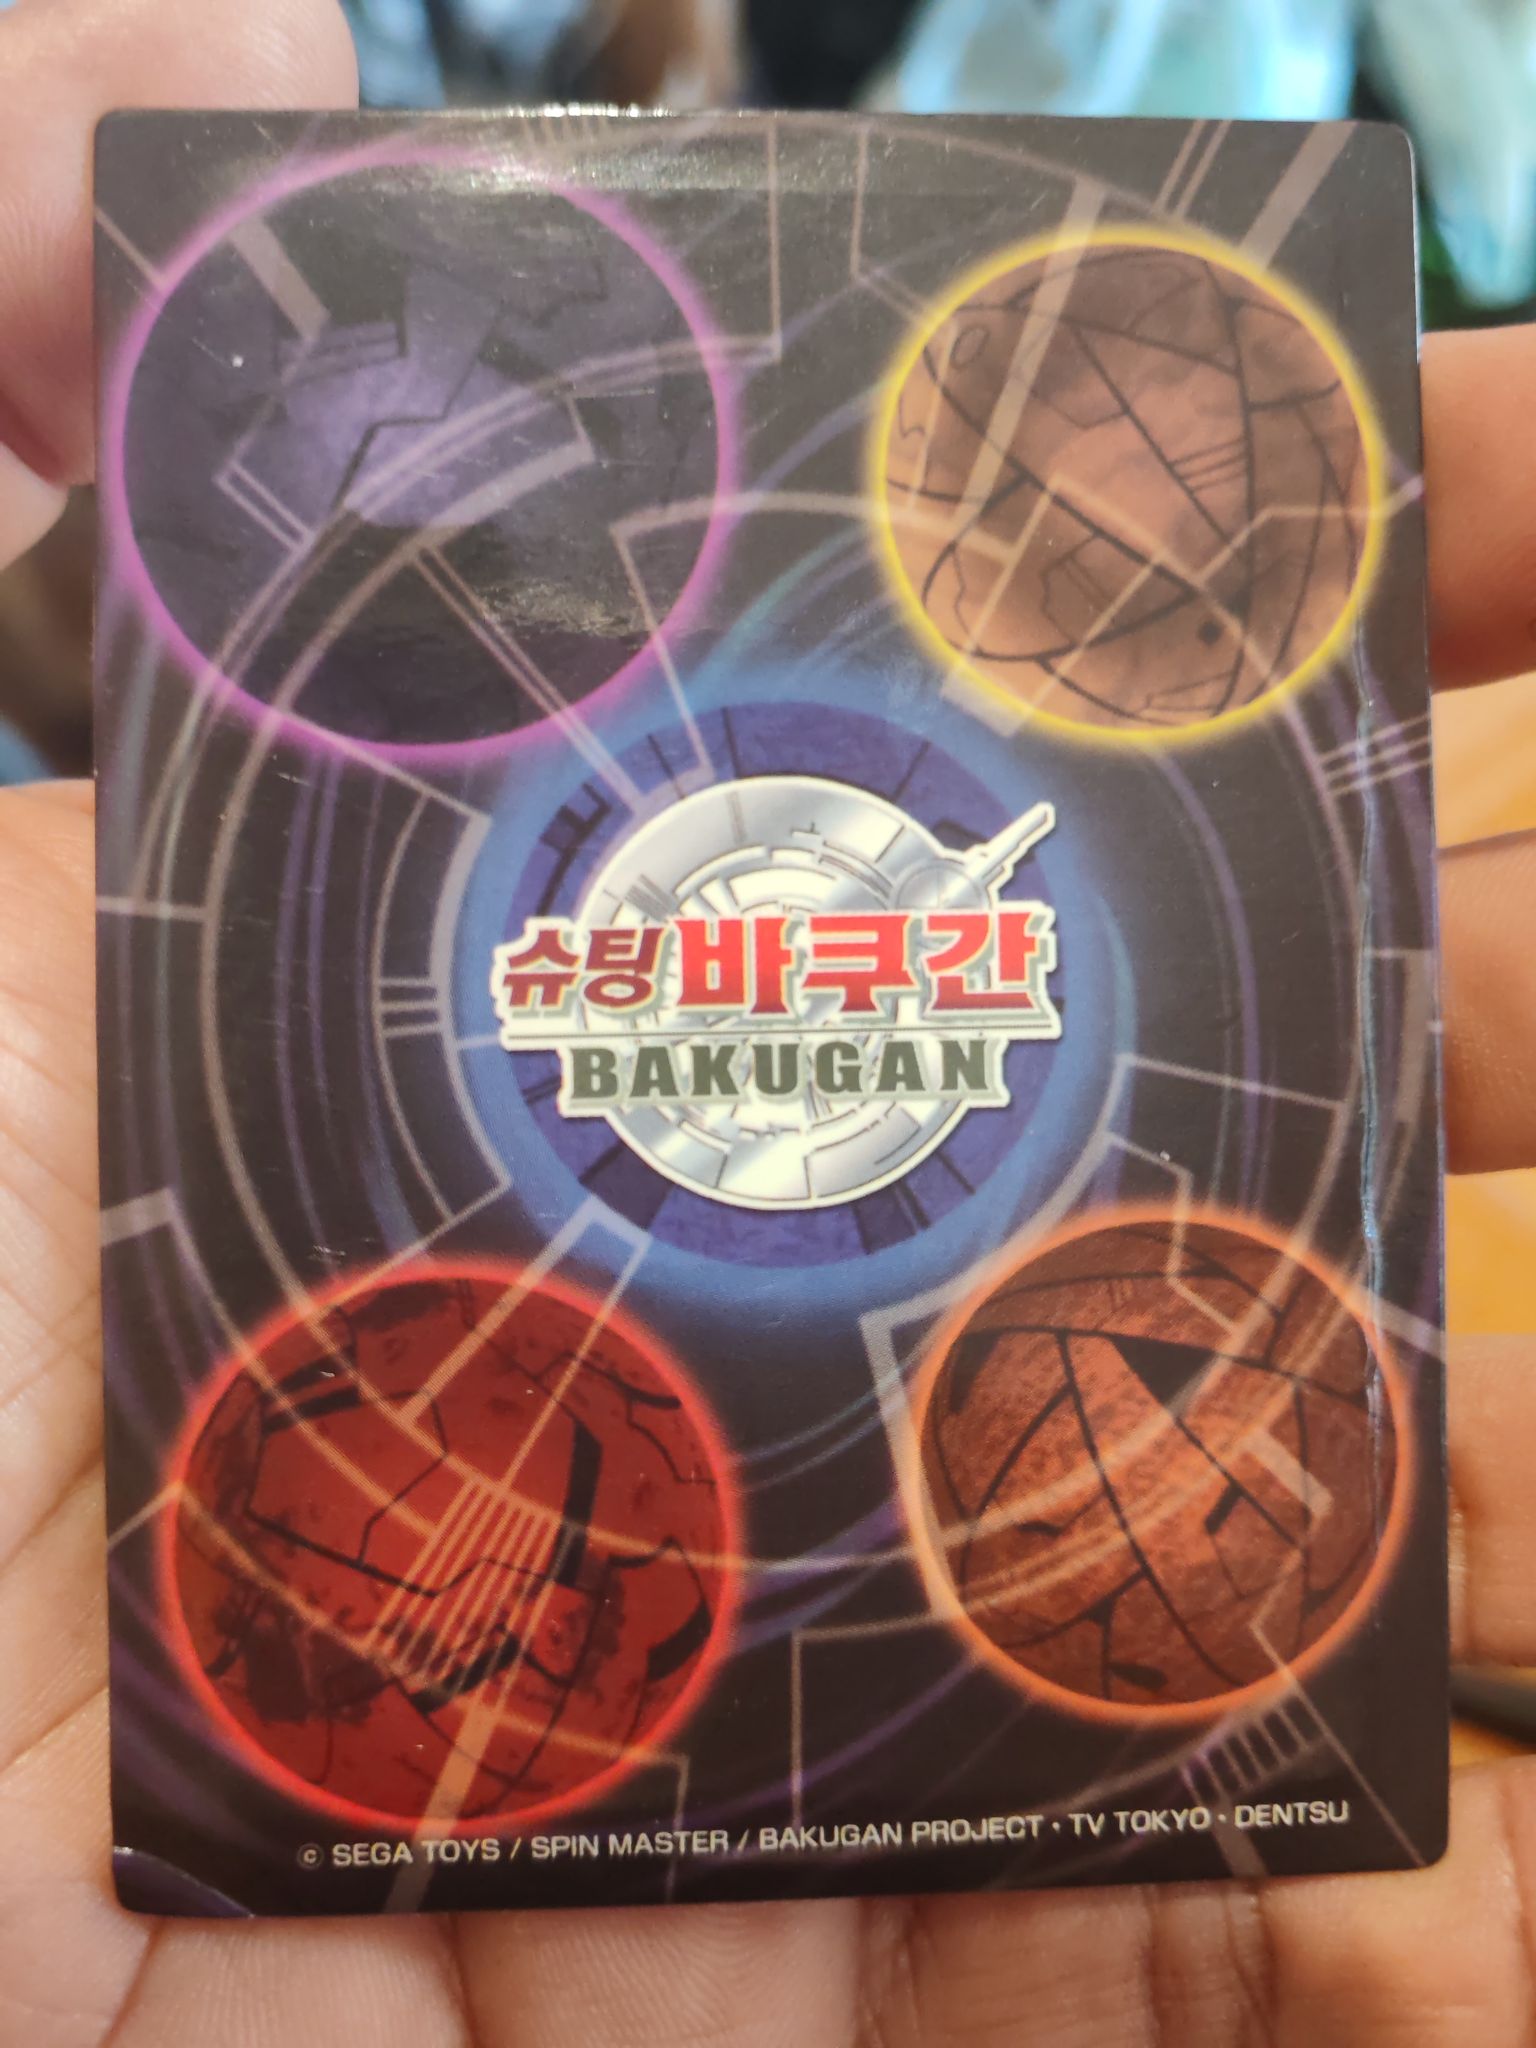 슈팅 바쿠간
BAKUGAN
© SEGA TOYS / SPIN MASTER / BAKUGAN PROJECT・TV TOKYO・DENTSU